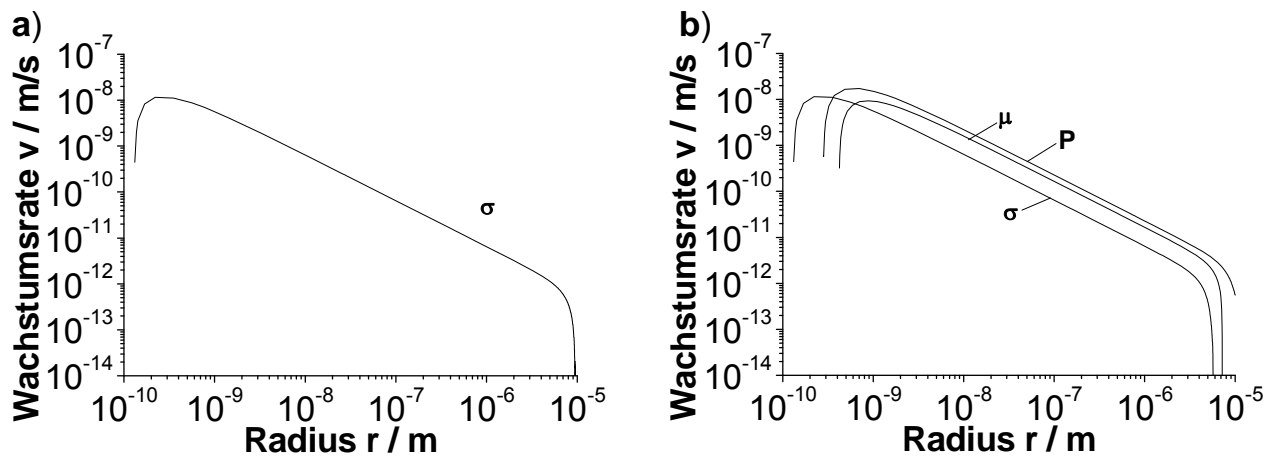 a)
Wachstumsrate v / m/s
10⁻⁷
10⁻⁸
10⁻⁹
10⁻¹⁰
10⁻¹¹
10⁻¹²
10⁻¹³
10⁻¹⁴
σ
10⁻¹⁰ 10⁻⁹ 10⁻⁸ 10⁻⁷ 10⁻⁶ 10⁻⁵
Radius r / m
b)
Wachstumsrate v / m/s
10⁻⁷
10⁻⁸
10⁻⁹
10⁻¹⁰
10⁻¹¹
10⁻¹²
10⁻¹³
10⁻¹⁴
μ
P
σ
10⁻¹⁰ 10⁻⁹ 10⁻⁸ 10⁻⁷ 10⁻⁶ 10⁻⁵
Radius r / m